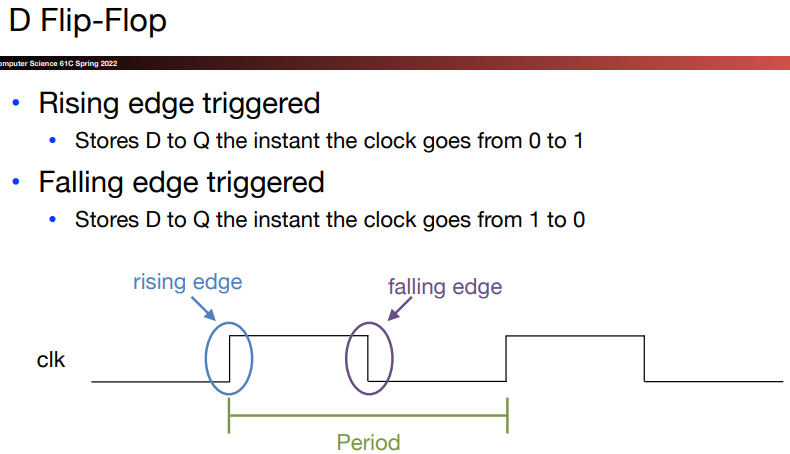 D Flip-Flop
omputer Science 61C Spring 2022
• Rising edge triggered
• Stores D to Q the instant the clock goes from 0 to 1
• Falling edge triggered
• Stores D to Q the instant the clock goes from 1 to 0
rising edge
falling edge
clk
Period